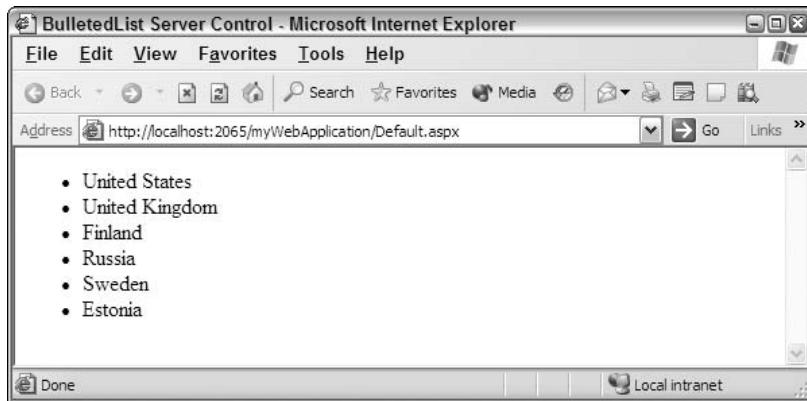 BulletedList Server Control - Microsoft Internet Explorer
File Edit View Favorites Tools Help
Back Search Favorites Media
Address http://localhost:2065/myWebApplication/Default.aspx Go Links »
• United States
• United Kingdom
• Finland
• Russia
• Sweden
• Estonia
Done Local intranet